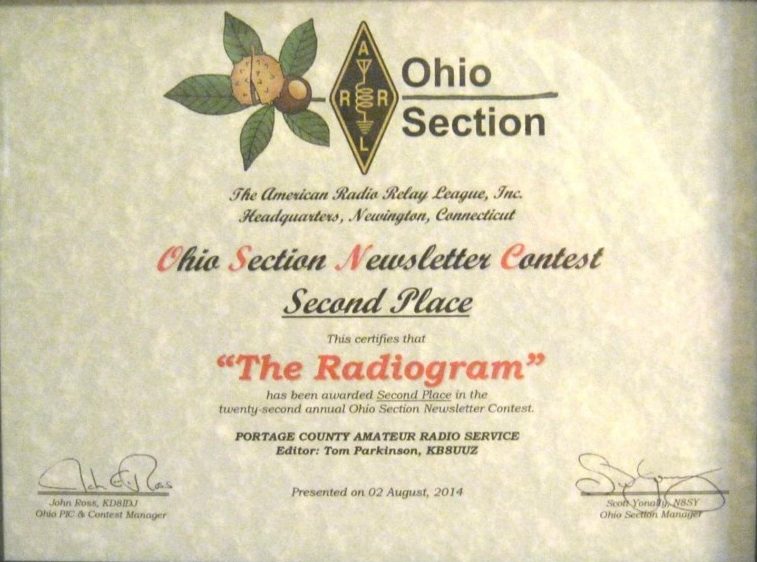 A
R R
L
Ohio
Section
The American Radio Relay League, Inc.
Headquarters, Newington, Connecticut
Ohio Section Newsletter Contest
Second Place
This certifies that
“The Radiogram”
has been awarded Second Place in the
twenty-second annual Ohio Section Newsletter Contest.
PORTAGE COUNTY AMATEUR RADIO SERVICE
Editor: Tom Parkinson, KB8UUZ
Presented on 02 August, 2014
John E. Ross
John Ross, KD8IDJ
Ohio PIC & Contest Manager
Scott Yonally, N8SY
Ohio Section Manager